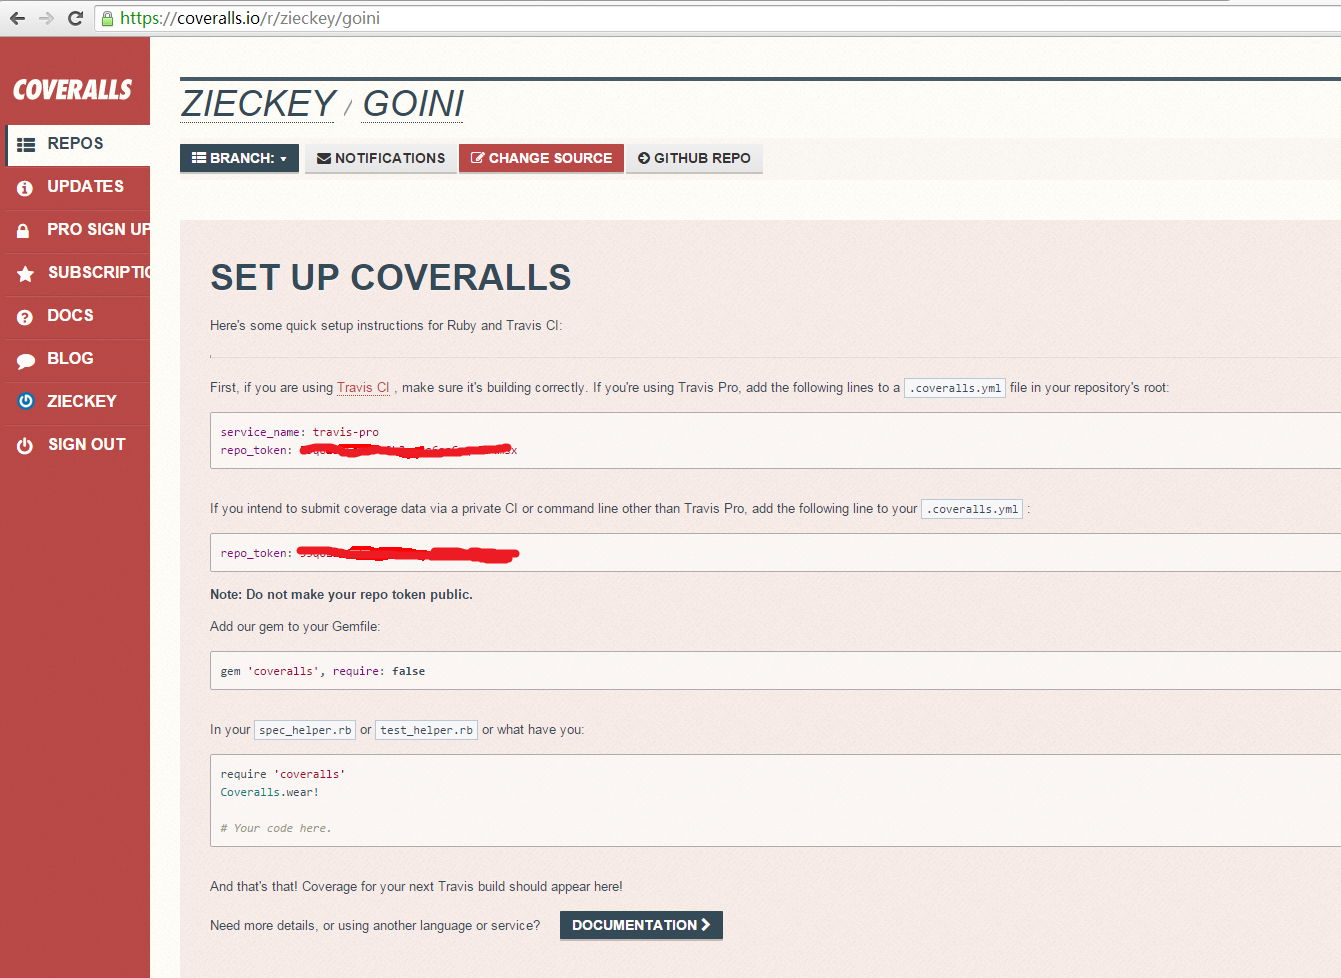 https://coveralls.io/r/zieckey/goini
COVERALLS
REPOS
UPDATES
PRO SIGN UP
SUBSCRIPTIO
DOCS
BLOG
ZIECKEY
SIGN OUT
ZIECKEY / GOINI
BRANCH:
NOTIFICATIONS
CHANGE SOURCE
GITHUB REPO
SET UP COVERALLS
Here's some quick setup instructions for Ruby and Travis CI:
First, if you are using Travis CI , make sure it's building correctly. If you're using Travis Pro, add the following lines to a .coveralls.yml file in your repository's root:
service_name: travis-pro
repo_token:
If you intend to submit coverage data via a private CI or command line other than Travis Pro, add the following line to your .coveralls.yml :
repo_token:
Note: Do not make your repo token public.
Add our gem to your Gemfile:
gem 'coveralls', require: false
In your spec_helper.rb or test_helper.rb or what have you:
require 'coveralls'
Coveralls.wear!
# Your code here.
And that's that! Coverage for your next Travis build should appear here!
Need more details, or using another language or service?
DOCUMENTATION